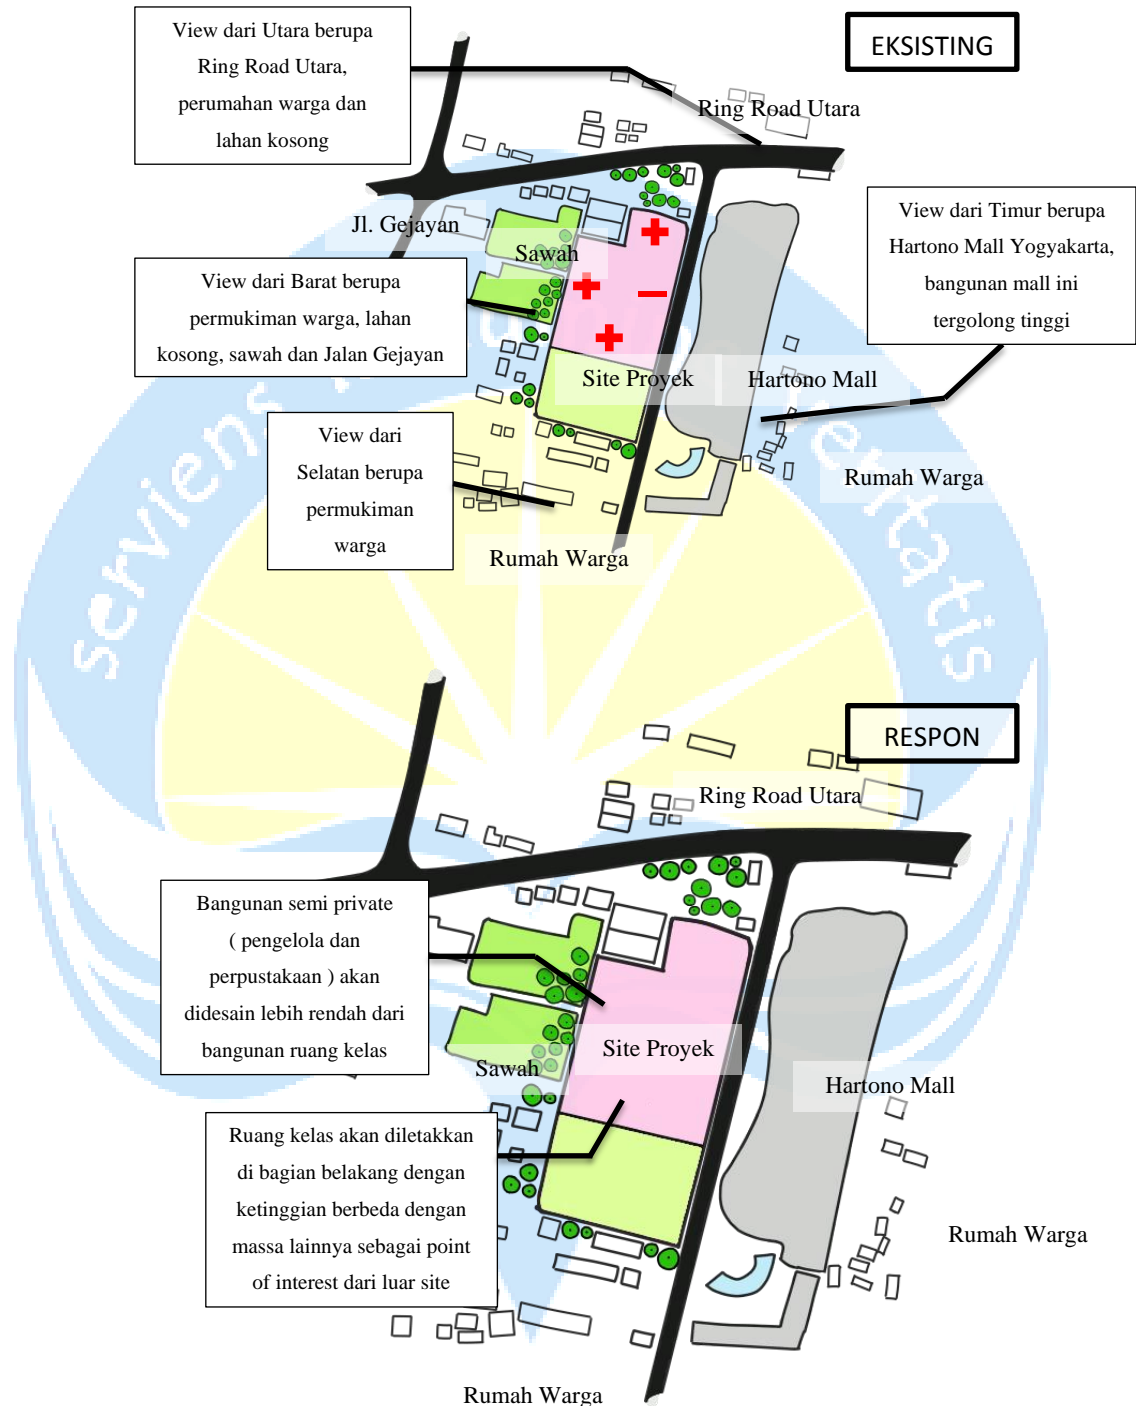 View dari Utara berupa
Ring Road Utara,
perumahan warga dan
lahan kosong
EKSISTING
Ring Road Utara
Jl. Gejayan
Sawah
View dari Timur berupa
Hartono Mall Yogyakarta,
bangunan mall ini
tergolong tinggi
View dari Barat berupa
permukiman warga, lahan
kosong, sawah dan Jalan Gejayan
Site Proyek
Hartono Mall
View dari
Selatan berupa
permukiman
warga
Rumah Warga
Rumah Warga
serviens
veritatis
RESPON
Ring Road Utara
Bangunan semi private
( pengelola dan
perpustakaan ) akan
didesain lebih rendah dari
bangunan ruang kelas
Site Proyek
Sawah
Hartono Mall
Ruang kelas akan diletakkan
di bagian belakang dengan
ketinggian berbeda dengan
massa lainnya sebagai point
of interest dari luar site
Rumah Warga
Rumah Warga